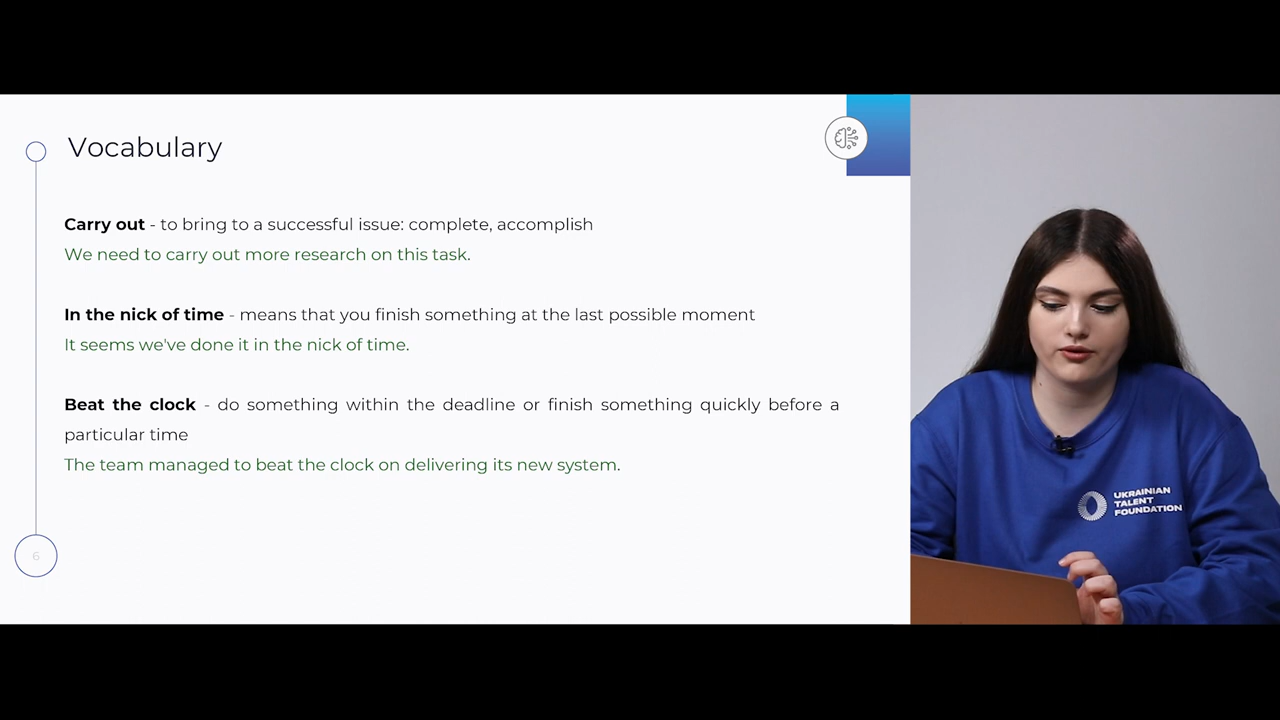 Vocabulary
Carry out - to bring to a successful issue: complete, accomplish
We need to carry out more research on this task.
In the nick of time - means that you finish something at the last possible moment
It seems we've done it in the nick of time.
Beat the clock - do something within the deadline or finish something quickly before a
particular time
The team managed to beat the clock on delivering its new system.
6
UKRAINIAN
TALENT
FOUNDATION